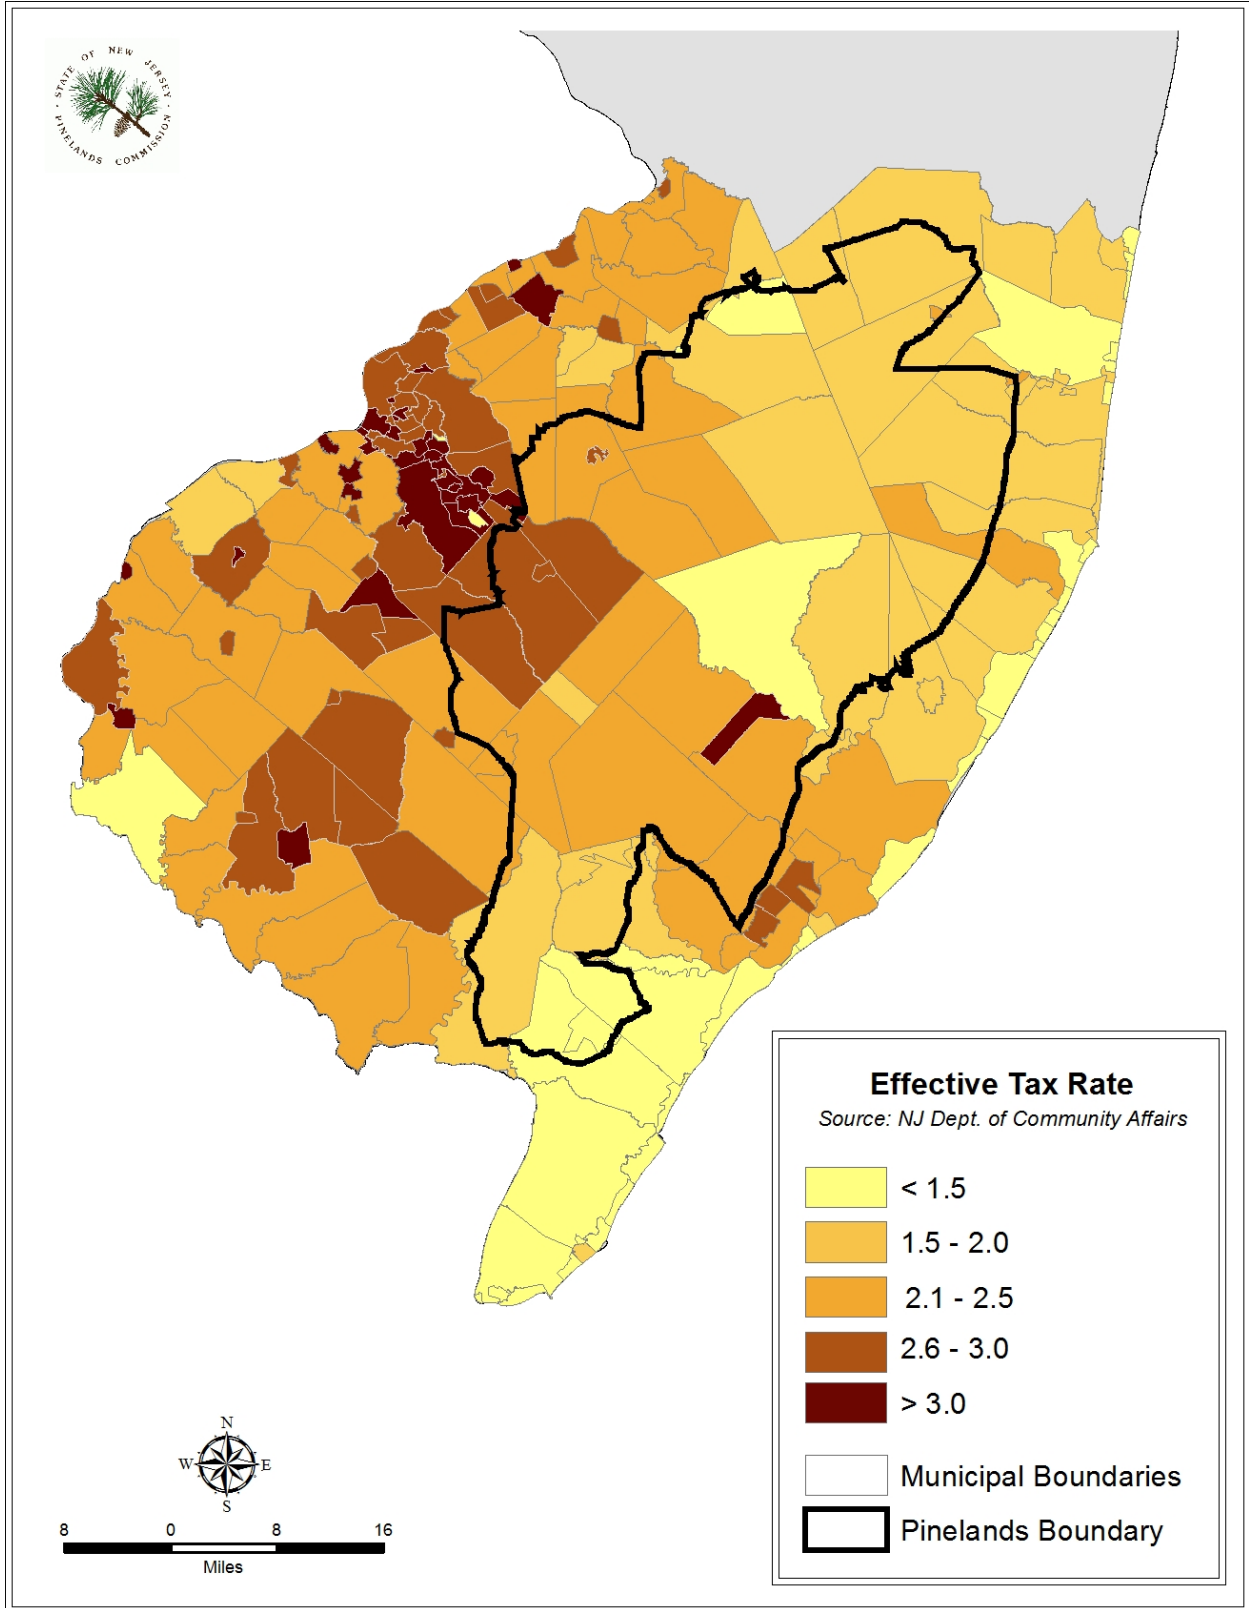 STATE OF NEW JERSEY
PINELANDS COMMISSION
Effective Tax Rate
Source: NJ Dept. of Community Affairs
< 1.5
1.5 - 2.0
2.1 - 2.5
2.6 - 3.0
> 3.0
Municipal Boundaries
Pinelands Boundary
N
W E
S
8 0 8 16
Miles